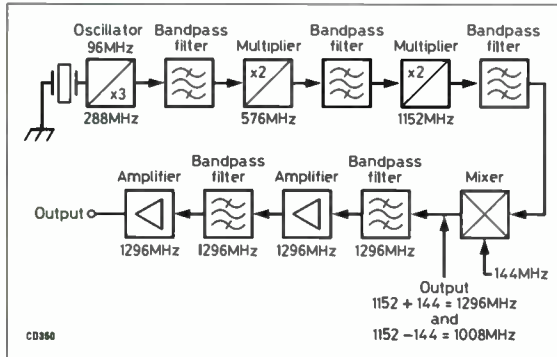 Oscillator
96MHz
x3
288MHz
Bandpass
filter
Multiplier
x2
576MHz
Bandpass
filter
Multiplier
x2
1152MHz
Bandpass
filter
Mixer
144MHz
Output
1152 + 144 = 1296MHz
and
1152 – 144 = 1008MHz
Bandpass
filter
1296MHz
Amplifier
1296MHz
Bandpass
filter
1296MHz
Amplifier
1296MHz
Output
CD360